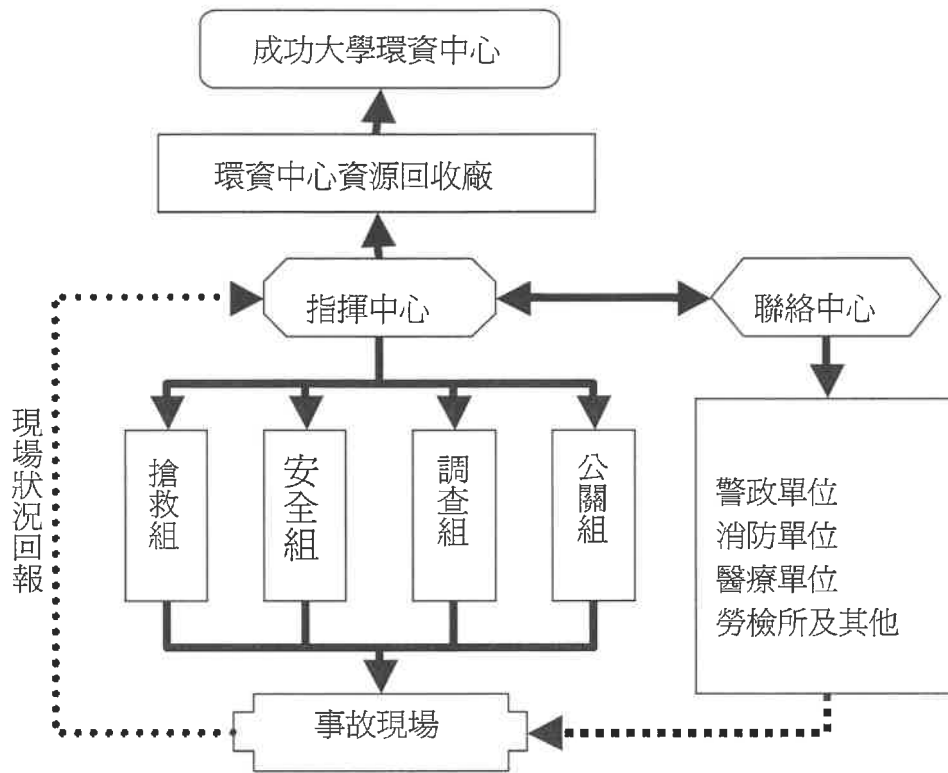 成功大學環資中心
環資中心資源回收廠
指揮中心
聯絡中心
現場狀況回報
搶救組
安全組
調查組
公關組
警政單位
消防單位
醫療單位
勞檢所及其他
事故現場